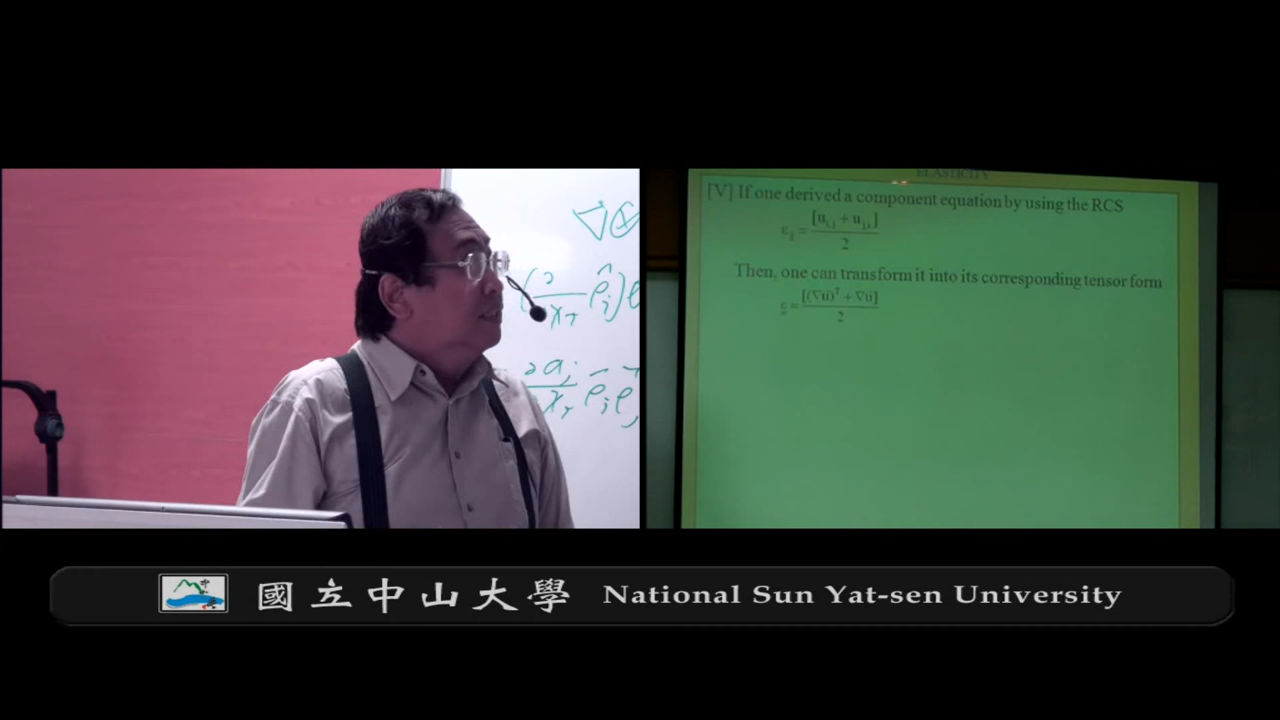 ELASTICITY
[V] If one derived a component equation by using the RCS
ε_ij = [u_i,j + u_j,i] / 2
Then, one can transform it into its corresponding tensor form
ε = [(∇u)^T + ∇u] / 2
∇
國立中山大學 National Sun Yat-sen University